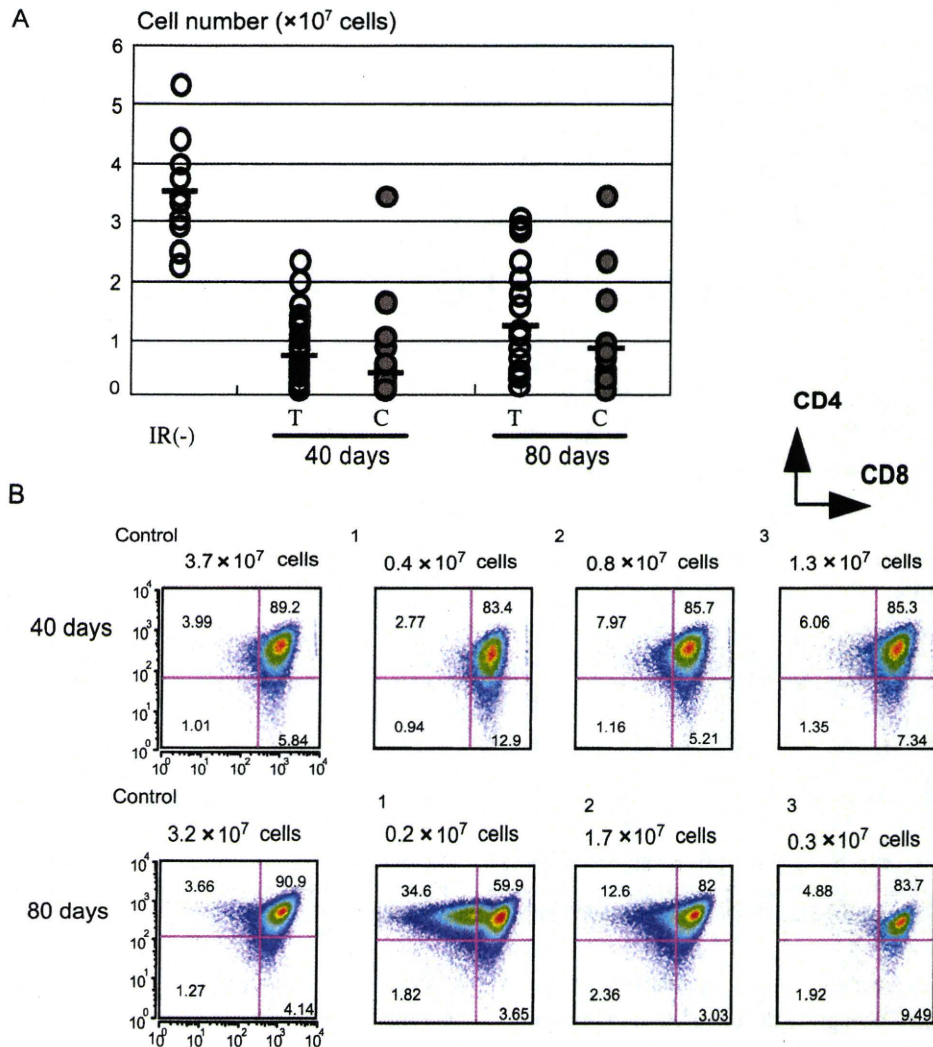 A
Cell number (×10⁷ cells)
6
5
4
3
2
1
0
IR(-)
T C T C
40 days 80 days
CD4
CD8
B
Control 1 2 3
3.7 × 10⁷ cells 0.4 × 10⁷ cells 0.8 × 10⁷ cells 1.3 × 10⁷ cells
40 days
10⁴
10³
10²
10¹
10⁰
10⁰ 10¹ 10² 10³ 10⁴
3.99 89.2
1.01 5.84
2.77 83.4
0.94 12.9
7.97 85.7
1.16 5.21
6.06 85.3
1.35 7.34
Control 1 2 3
3.2 × 10⁷ cells 0.2 × 10⁷ cells 1.7 × 10⁷ cells 0.3 × 10⁷ cells
80 days
10⁴
10³
10²
10¹
10⁰
10⁰ 10¹ 10² 10³ 10⁴
3.66 90.9
1.27 4.14
34.6 59.9
1.82 3.65
12.6 82
2.36 3.03
4.88 83.7
1.92 9.49